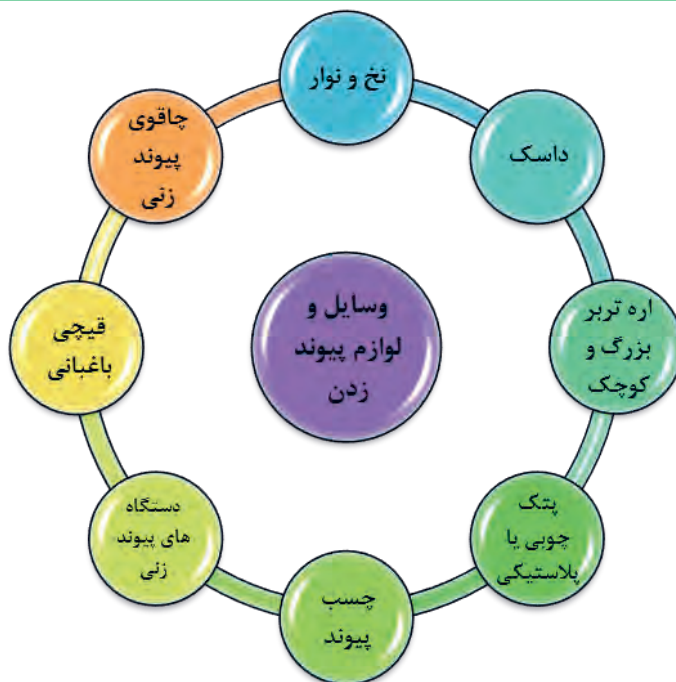 وسایل و
لوازم پیوند
زدن
نخ و نوار
داسک
اره تربر
بزرگ و
کوچک
پتک
چوبی یا
پلاستیکی
چسب
پیوند
دستگاه
های پیوند
زنی
قیچی
باغبانی
چاقوی
پیوند
زنی